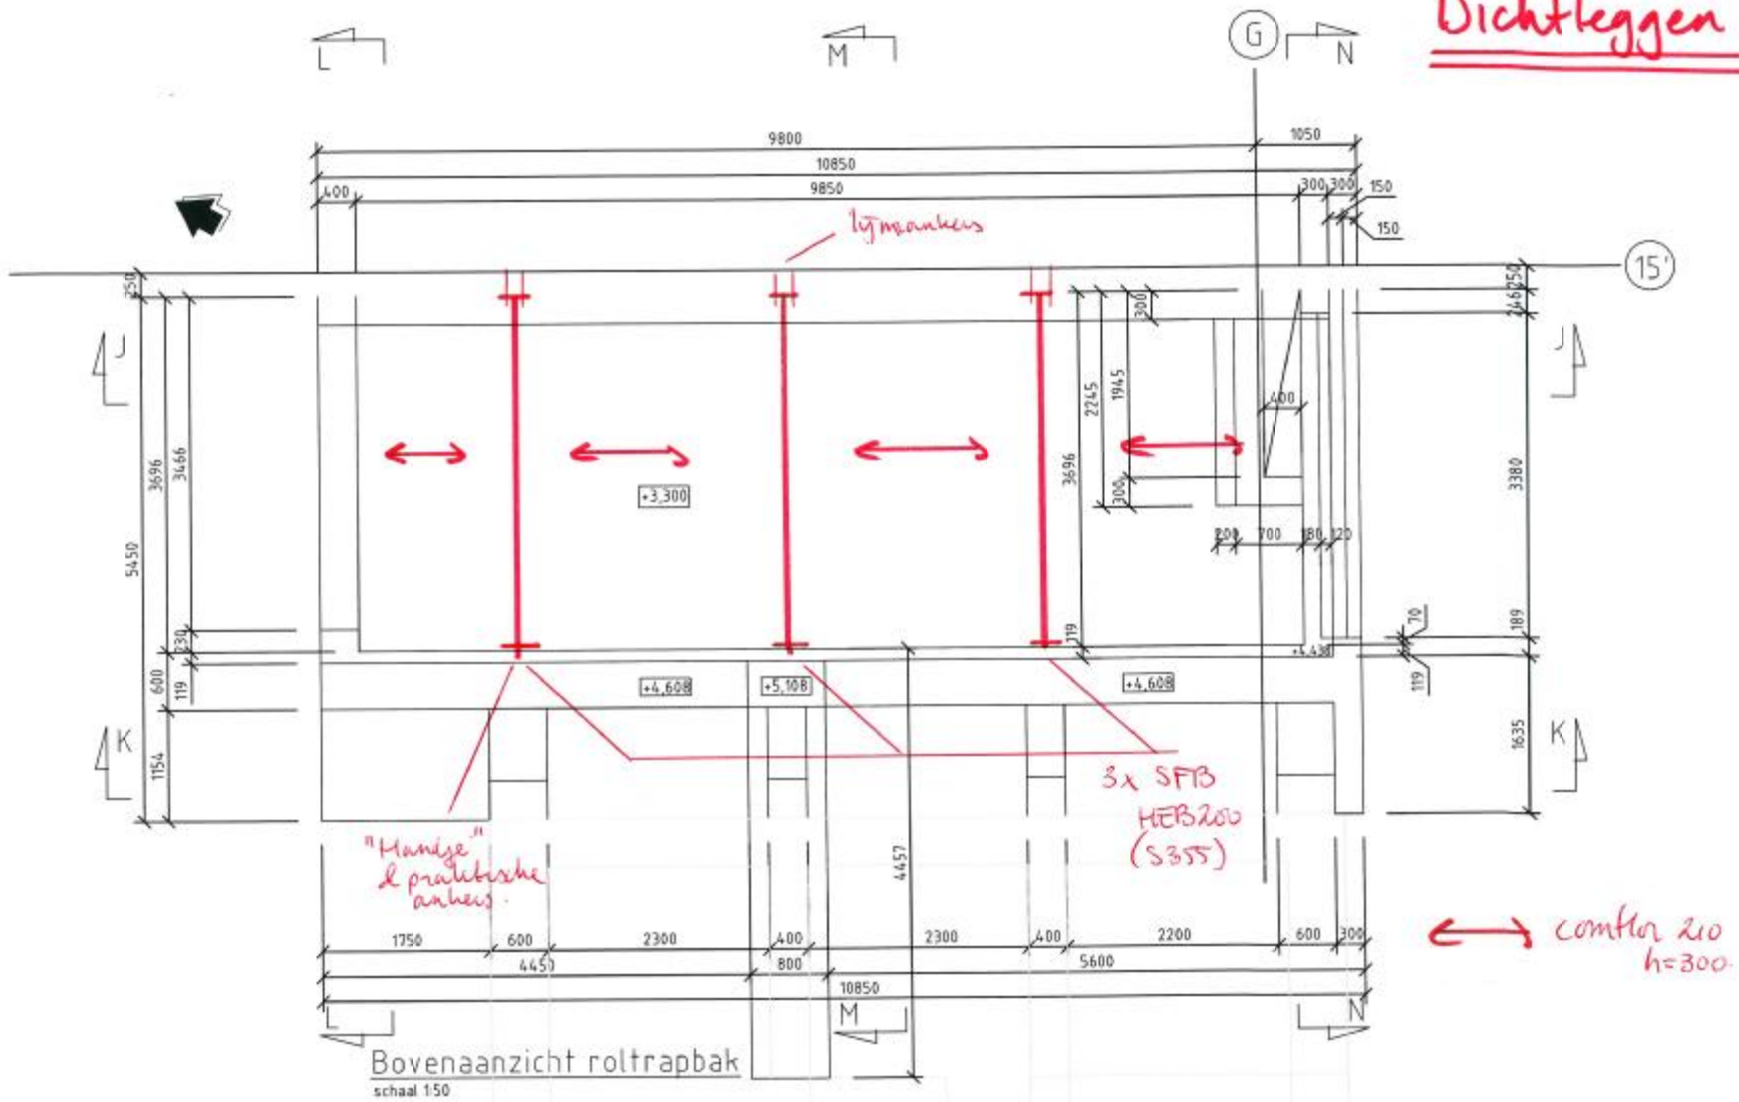 Dichtleggen
L
M
G
N
9800
1050
10850
400
9850
300
300
150
150
lijmankers
15'
250
250
246
J
J
300
2245
1945
3696
3466
3696
400
3380
5450
+3,300
300
200
700
180
120
230
119
70
189
+4,438
600
119
+4,608
+5,108
+4,608
119
K
K
1154
1635
3x SFB
HEB200
(S355)
"Handje"
& praktische
ankers.
4457
1750
600
2300
400
2300
400
2200
600
300
comflor 210
h=300.
4450
800
5600
10850
L
M
N
Bovenaanzicht roltrapbak
schaal 1:50